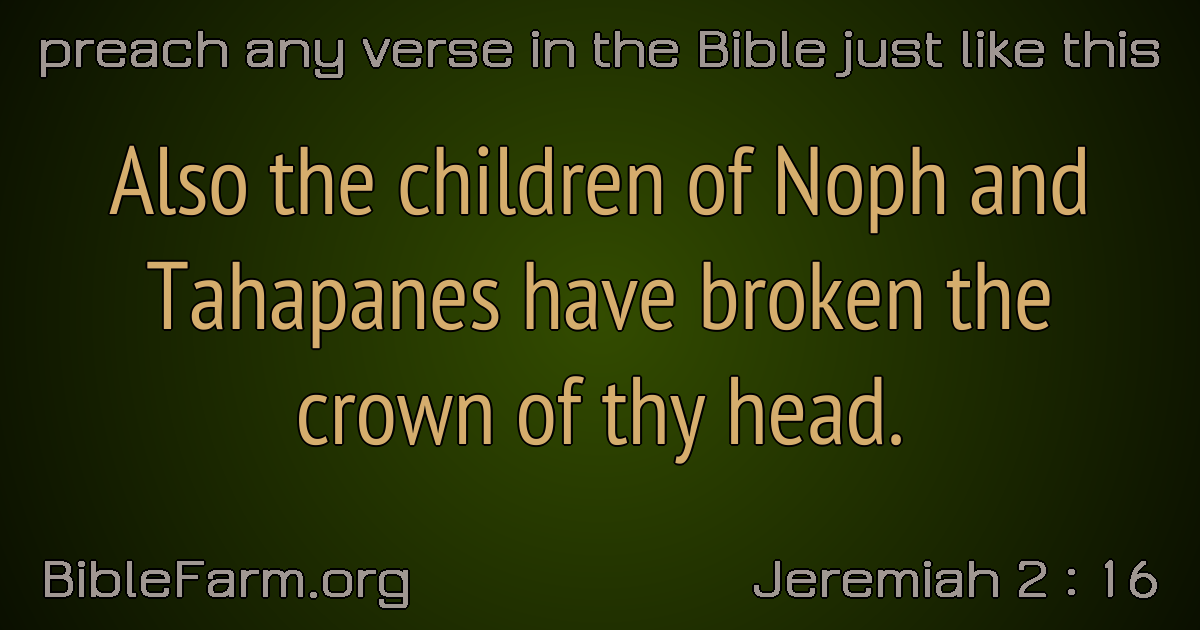 preach any verse in the Bible just like this
Also the children of Noph and
Tahapanes have broken the
crown of thy head.
BibleFarm.org
Jeremiah 2 : 16